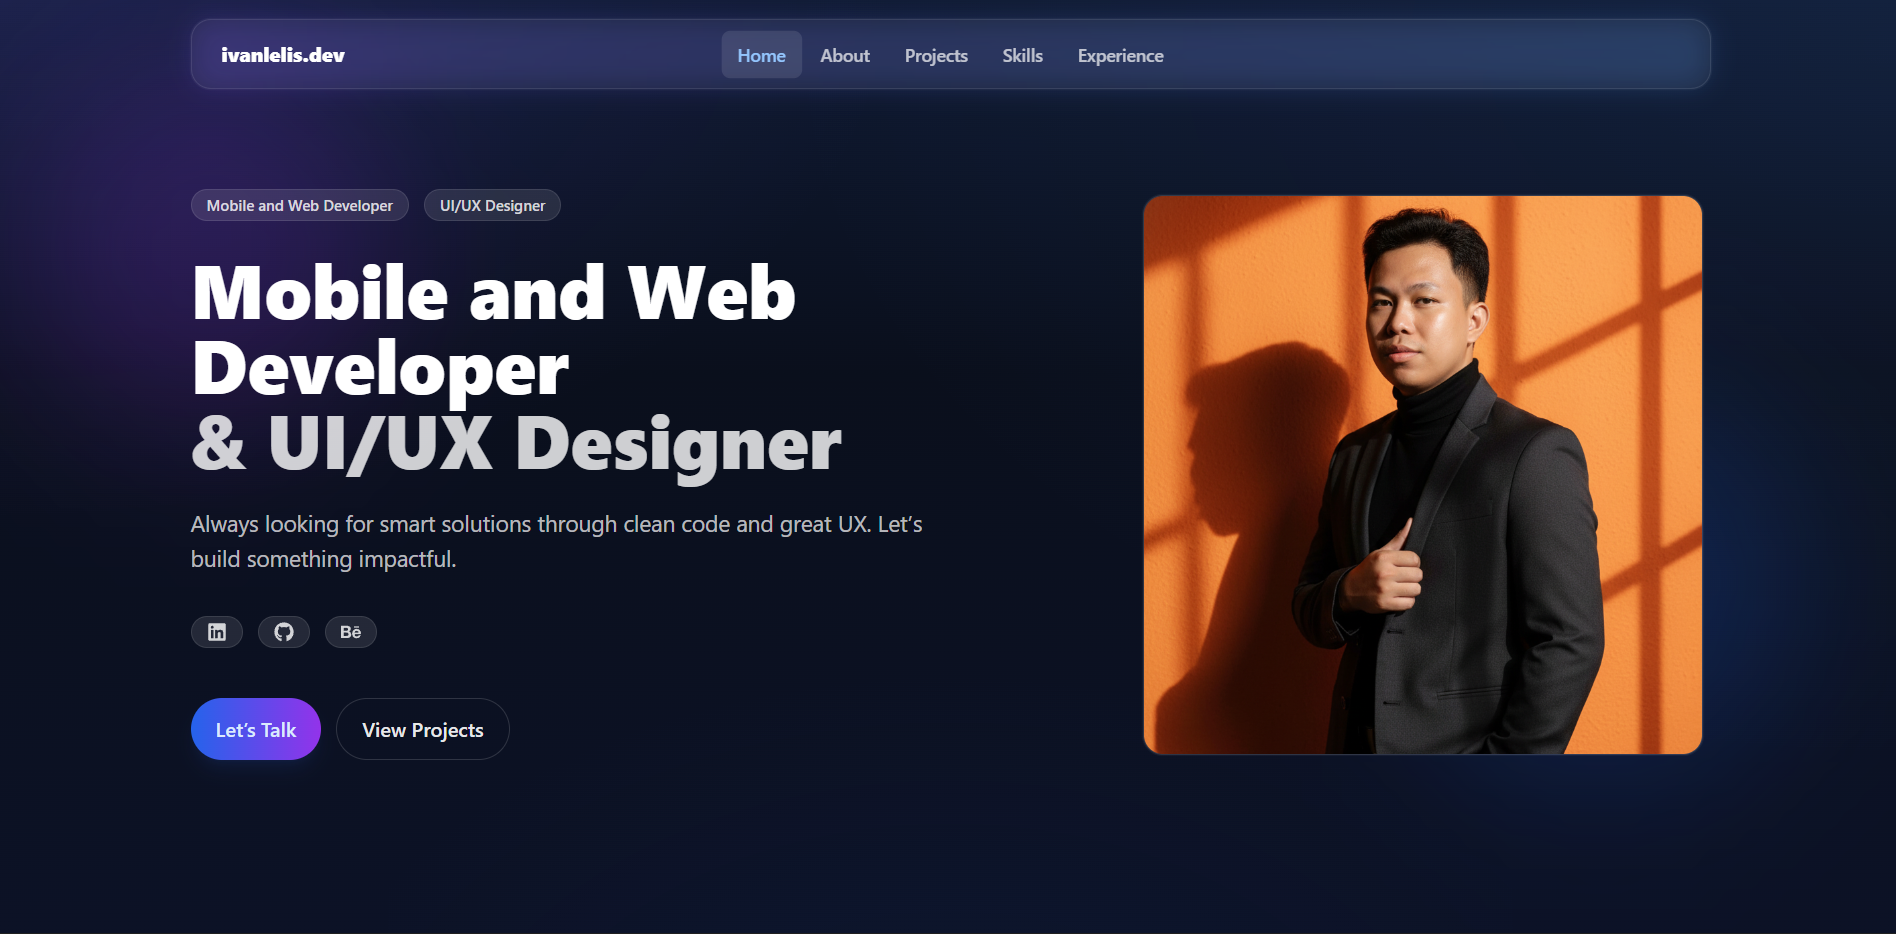 ivanlelis.dev
Home About Projects Skills Experience
Mobile and Web Developer UI/UX Designer
Mobile and Web
Developer
& UI/UX Designer
Always looking for smart solutions through clean code and great UX. Let’s
build something impactful.
in Bē
Let’s Talk View Projects